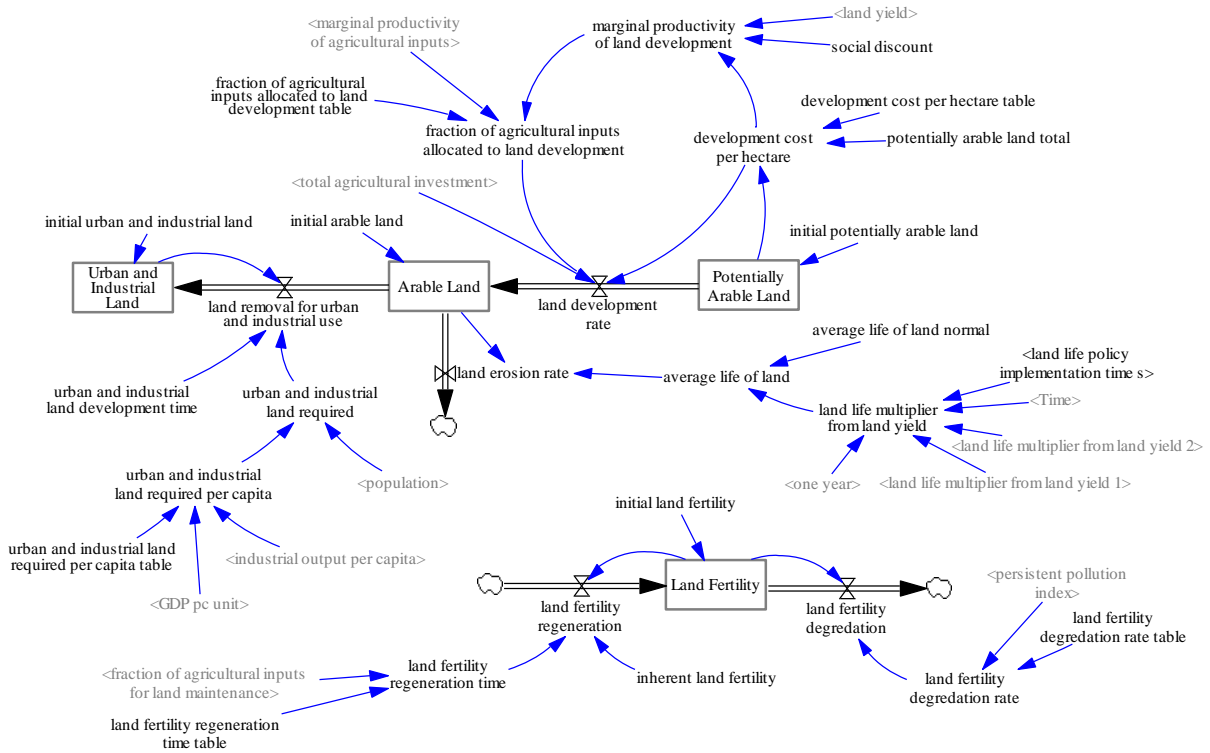 <marginal productivity
of agricultural inputs>
marginal productivity
of land development
<land yield>
social discount
fraction of agricultural
inputs allocated to land
development table
fraction of agricultural inputs
allocated to land development
development cost per hectare table
development cost
per hectare
potentially arable land total
<total agricultural investment>
initial urban and industrial land
initial arable land
initial potentially arable land
Urban and
Industrial
Land
Arable Land
Potentially
Arable Land
land removal for urban
and industrial use
land development
rate
average life of land normal
<land life policy
implementation time s>
land erosion rate
average life of land
urban and industrial
land development time
urban and industrial
land required
<Time>
land life multiplier
from land yield
<land life multiplier from land yield 2>
urban and industrial
land required per capita
<population>
<one year>
<land life multiplier from land yield 1>
initial land fertility
urban and industrial land
required per capita table
<industrial output per capita>
<GDP pc unit>
Land Fertility
<persistent pollution
index>
land fertility
regeneration
land fertility
degredation
land fertility
degredation rate table
<fraction of agricultural inputs
for land maintenance>
land fertility
regeneration time
inherent land fertility
land fertility
degredation rate
land fertility regeneration
time table